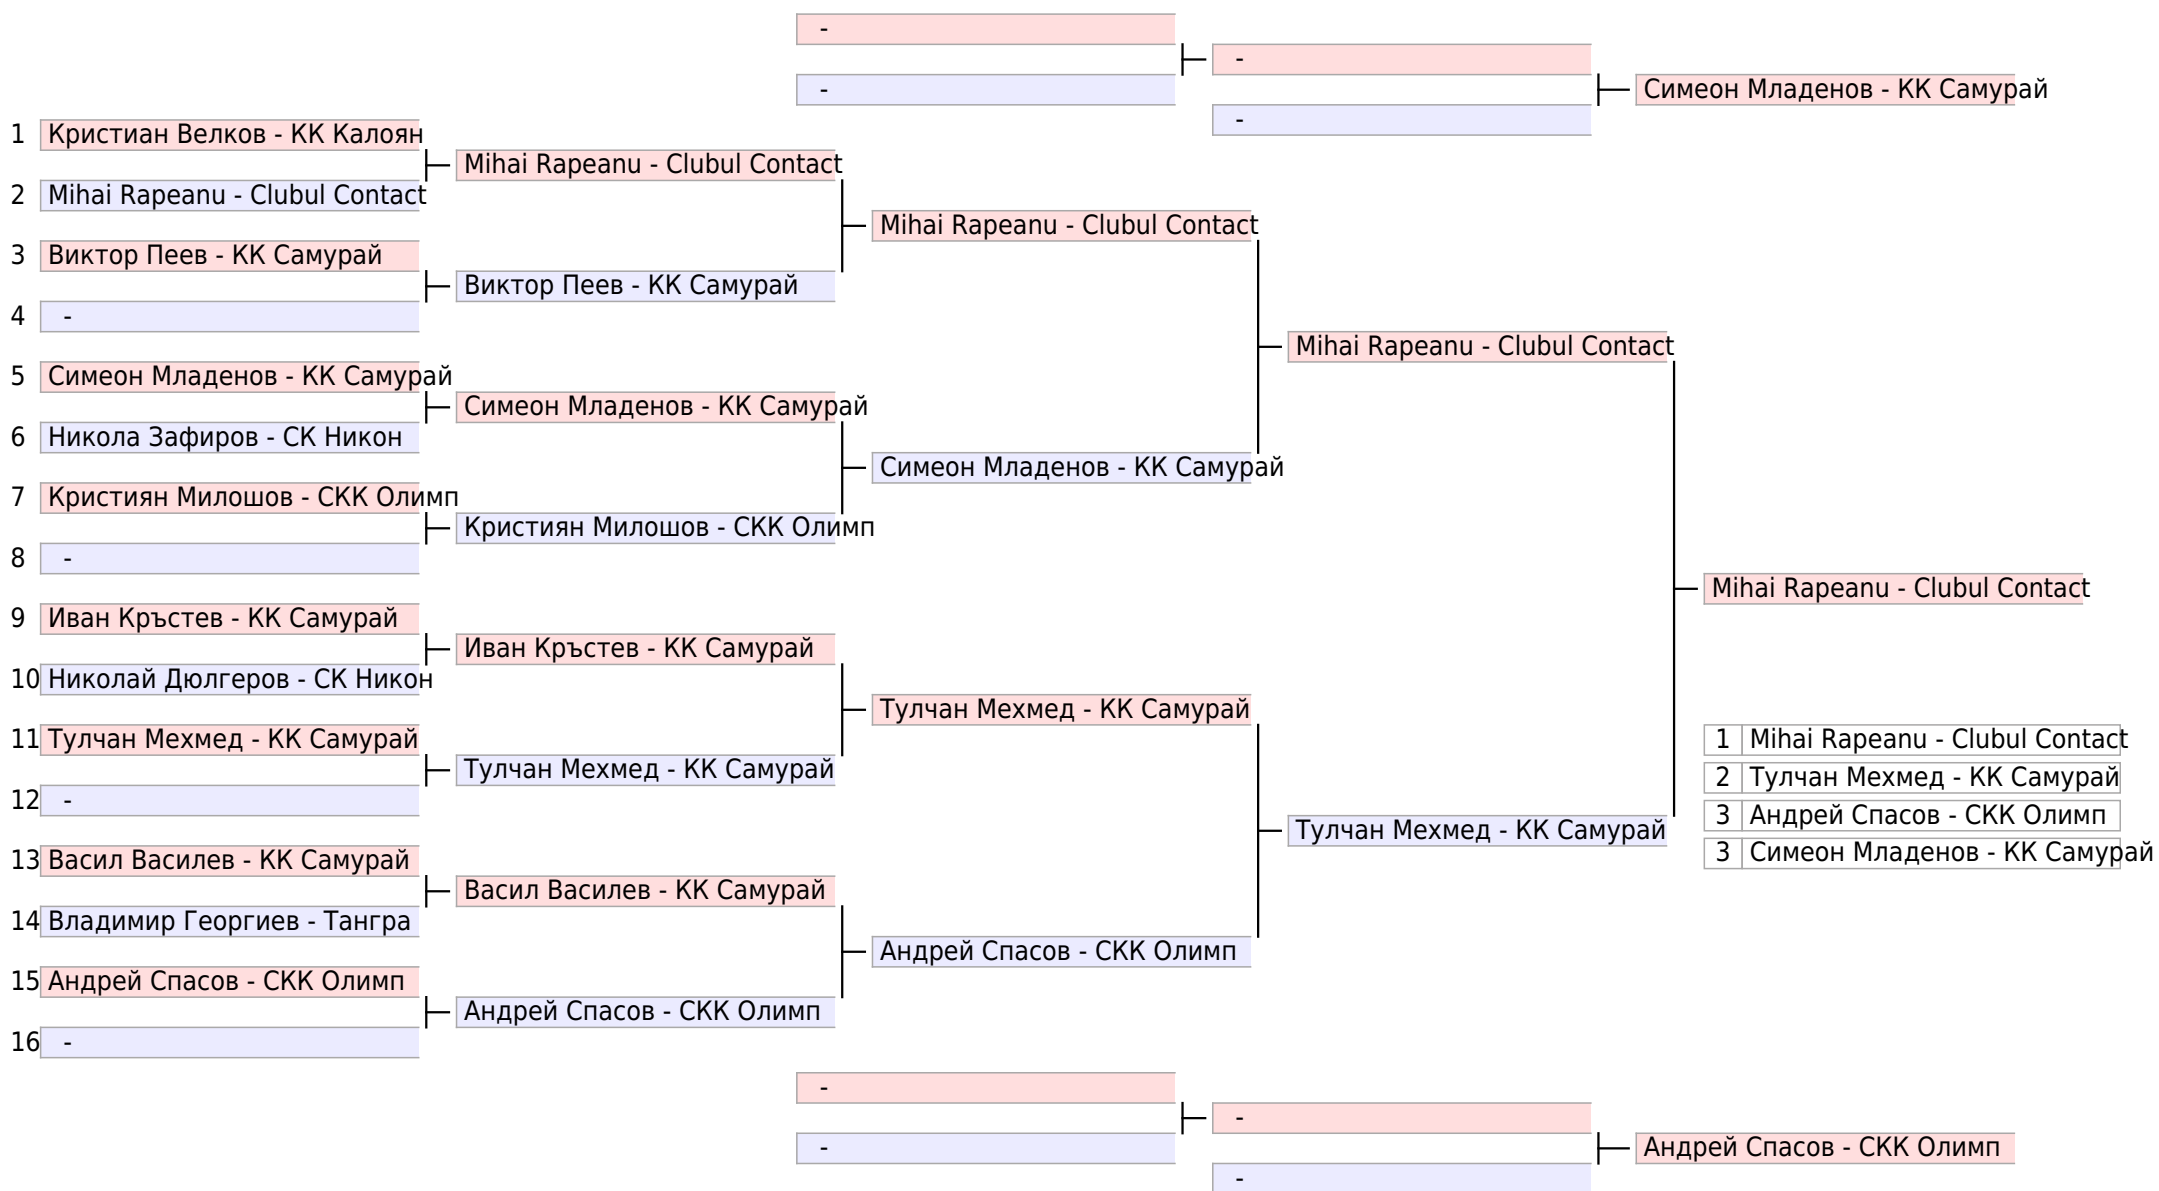 -
-
-
-
Симеон Младенов - КК Самурай
-
1 Кристиан Велков - КК Калоян
Mihai Rapeanu - Clubul Contact
2 Mihai Rapeanu - Clubul Contact
Mihai Rapeanu - Clubul Contact
3 Виктор Пеев - КК Самурай
Виктор Пеев - КК Самурай
4 -
Mihai Rapeanu - Clubul Contact
5 Симеон Младенов - КК Самурай
Симеон Младенов - КК Самурай
6 Никола Зафиров - СК Никон
Симеон Младенов - КК Самурай
7 Кристиян Милошов - СКК Олимп
Кристиян Милошов - СКК Олимп
8 -
Mihai Rapeanu - Clubul Contact
9 Иван Кръстев - КК Самурай
Иван Кръстев - КК Самурай
10 Николай Дюлгеров - СК Никон
Тулчан Мехмед - КК Самурай
11 Тулчан Мехмед - КК Самурай
1 Mihai Rapeanu - Clubul Contact
Тулчан Мехмед - КК Самурай
2 Тулчан Мехмед - КК Самурай
12 -
3 Андрей Спасов - СКК Олимп
Тулчан Мехмед - КК Самурай
3 Симеон Младенов - КК Самурай
13 Васил Василев - КК Самурай
Васил Василев - КК Самурай
14 Владимир Георгиев - Тангра
Андрей Спасов - СКК Олимп
15 Андрей Спасов - СКК Олимп
Андрей Спасов - СКК Олимп
16 -
-
-
-
Андрей Спасов - СКК Олимп
-